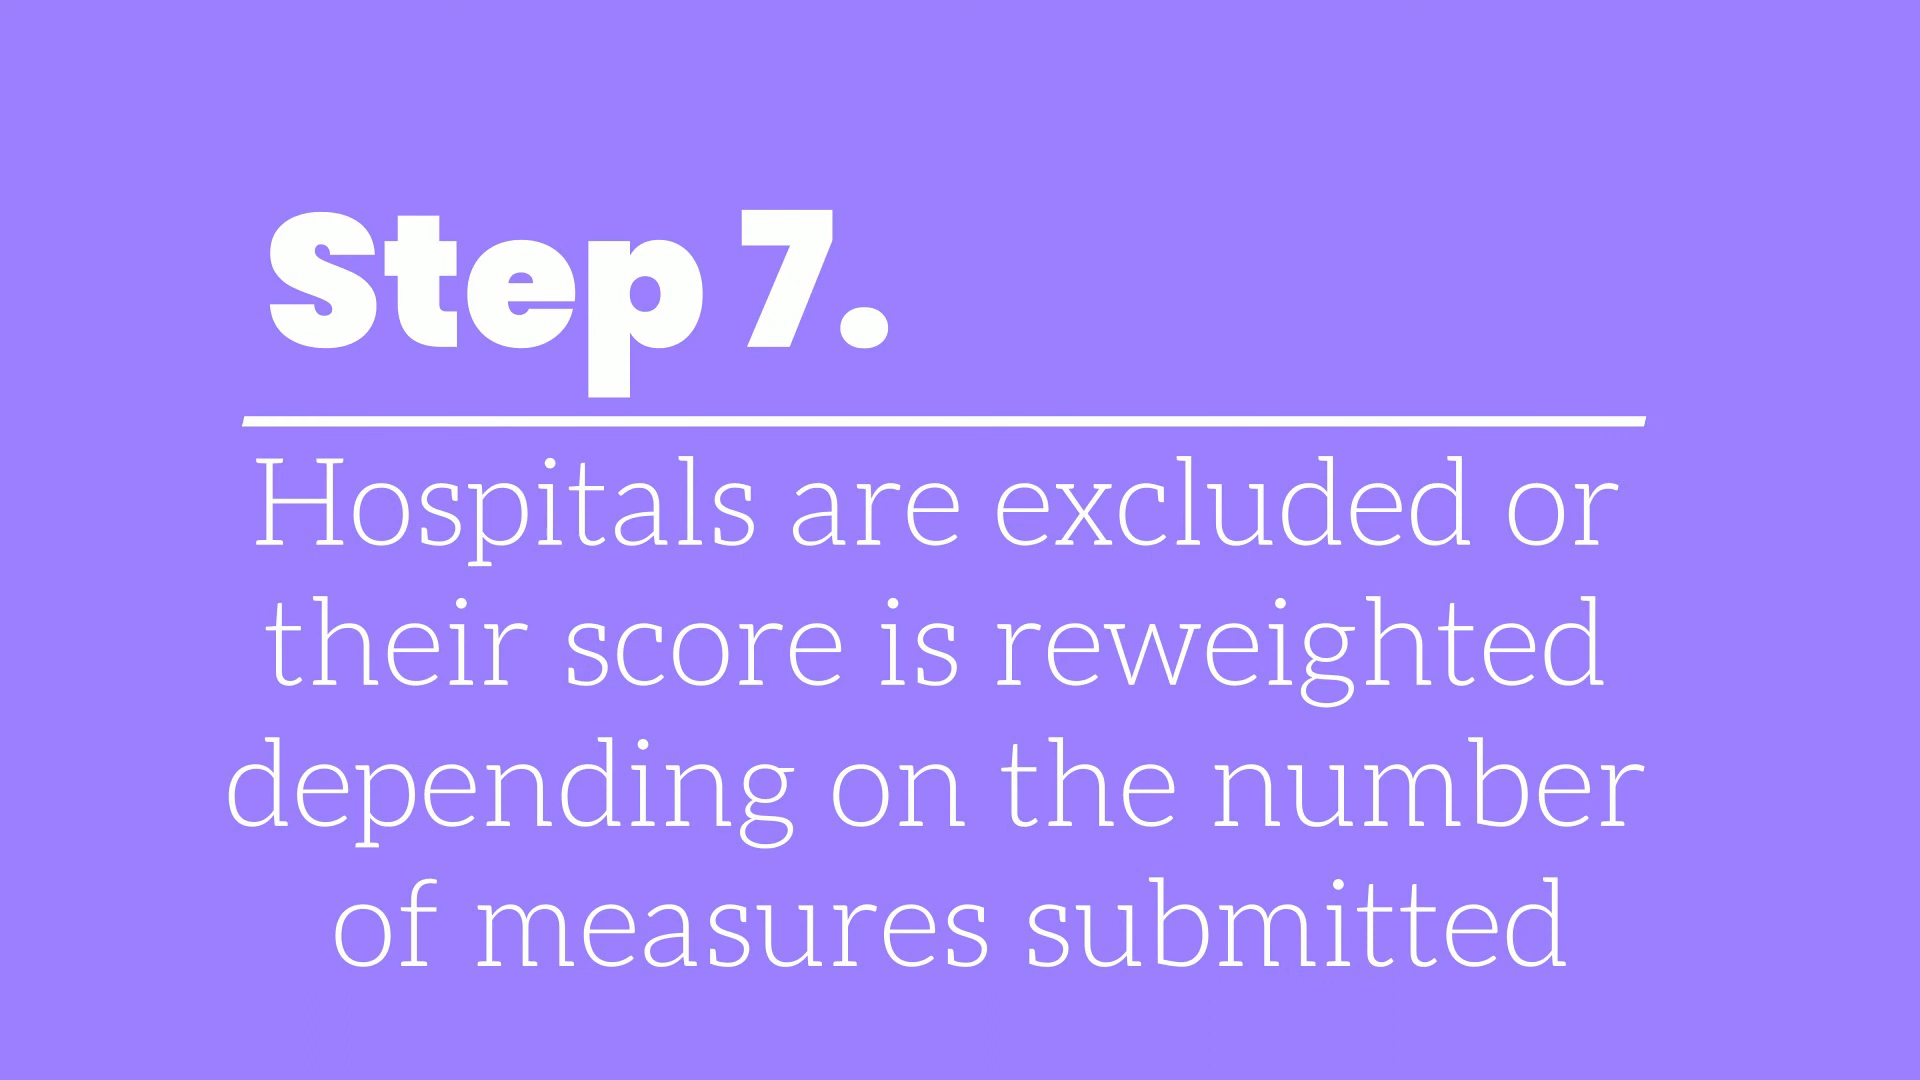 Step 7.
Hospitals are excluded or
their score is reweighted
depending on the number
of measures submitted